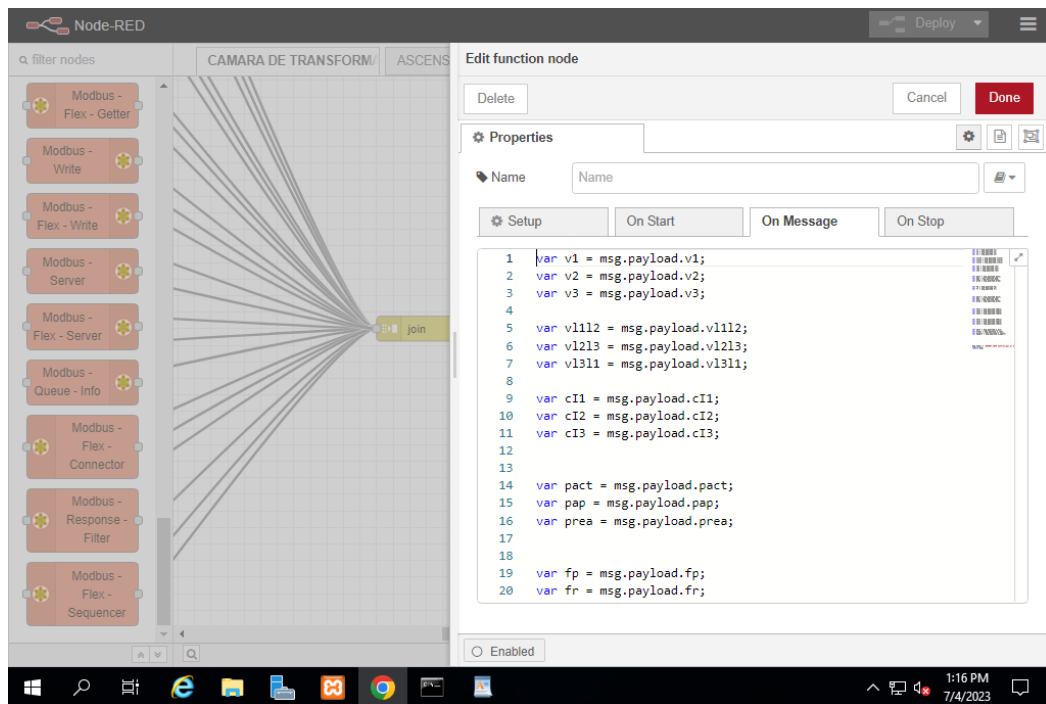 Node-RED
Deploy
filter nodes
CAMARA DE TRANSFORM
ASCENS
Edit function node
Delete
Cancel
Done
Properties
Name
Name
Setup
On Start
On Message
On Stop
1 var v1 = msg.payload.v1;
2 var v2 = msg.payload.v2;
3 var v3 = msg.payload.v3;
4
5 var vl1l2 = msg.payload.vl1l2;
6 var vl2l3 = msg.payload.vl2l3;
7 var vl3l1 = msg.payload.vl3l1;
8
9 var cI1 = msg.payload.cI1;
10 var cI2 = msg.payload.cI2;
11 var cI3 = msg.payload.cI3;
12
13
14 var pact = msg.payload.pact;
15 var pap = msg.payload.pap;
16 var prea = msg.payload.prea;
17
18
19 var fp = msg.payload.fp;
20 var fr = msg.payload.fr;
Modbus -
Flex - Getter
Modbus -
Write
Modbus -
Flex - Write
Modbus -
Server
Modbus -
Flex - Server
Modbus -
Queue - Info
Modbus -
Flex -
Connector
Modbus -
Response -
Filter
Modbus -
Flex -
Sequencer
join
Enabled
1:16 PM
7/4/2023